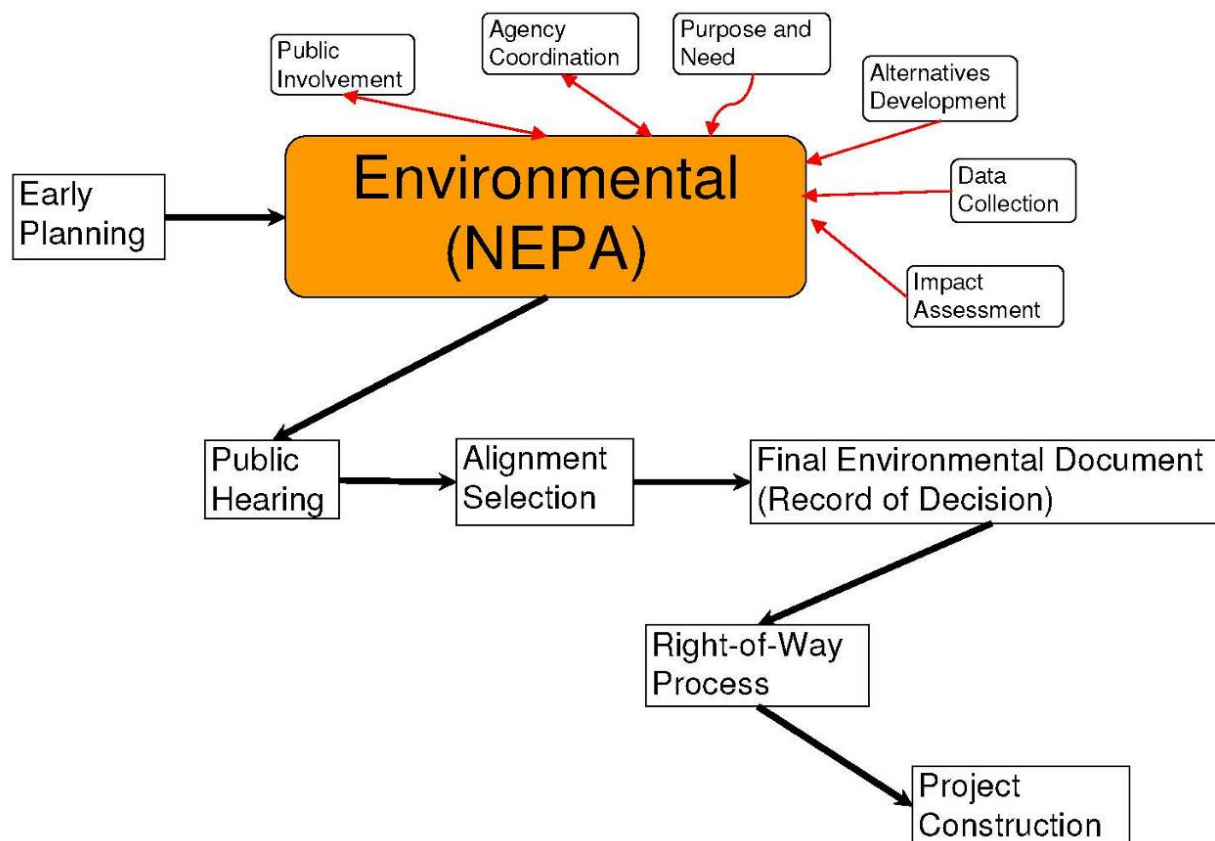 Public
Involvement
Agency
Coordination
Purpose and
Need
Alternatives
Development
Early
Planning
Environmental
(NEPA)
Data
Collection
Impact
Assessment
Public
Hearing
Alignment
Selection
Final Environmental Document
(Record of Decision)
Right-of-Way
Process
Project
Construction